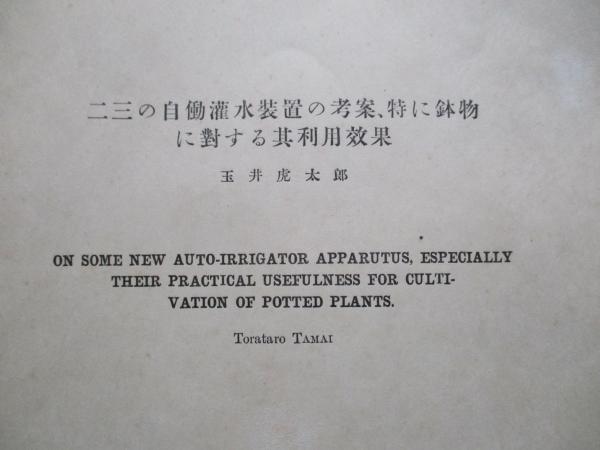 二三の自働灌水裝置の考案、特に鉢物
に對する其利用效果
玉井虎太郎
ON SOME NEW AUTO-IRRIGATOR APPARUTUS, ESPECIALLY
THEIR PRACTICAL USEFULNESS FOR CULTI-
VATION OF POTTED PLANTS.
Torataro TAMAI